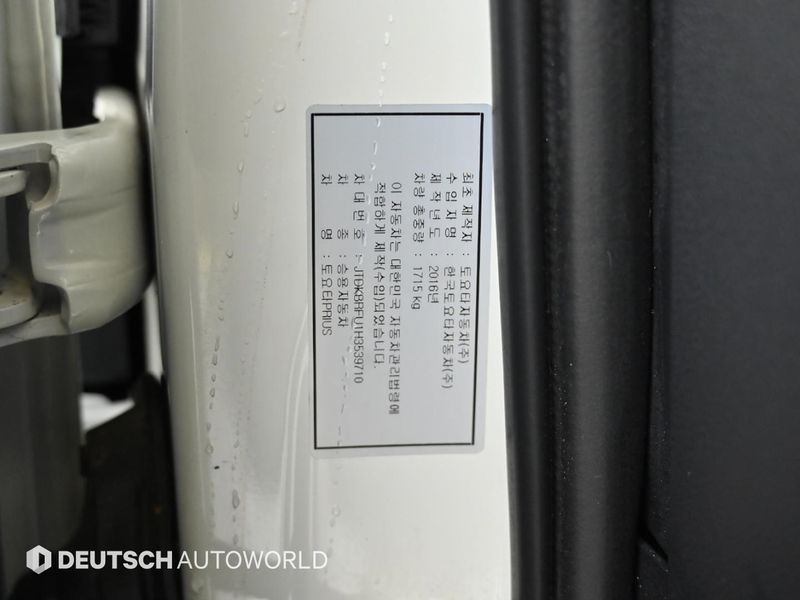 최초 제작자 : 토요타자동차(주)
수입자명 : 한국토요타자동차(주)
제작년도 : 2016년
차량 총중량 : 1715 kg
이 자동차는 대한민국 자동차관리법령에
적합하게 제작(수입)되었습니다.
차대번호 : JTDKBRFU1H3539710
차 종 : 승용자동차
차 명 : 토요타PRIUS
DEUTSCH AUTOWORLD